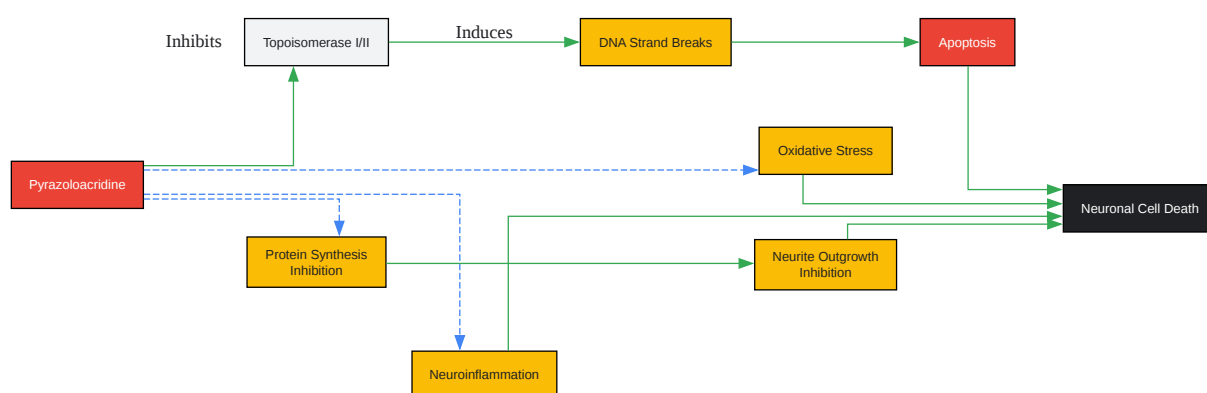 Inhibits
Topoisomerase I/II
Induces
DNA Strand Breaks
Apoptosis
Oxidative Stress
Pyrazoloacridine
Neuronal Cell Death
Protein Synthesis
Inhibition
Neurite Outgrowth
Inhibition
Neuroinflammation